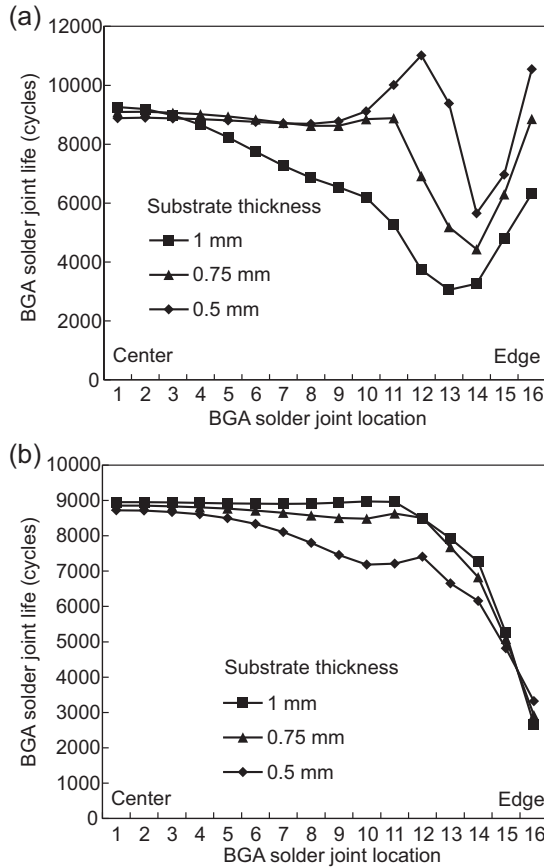 (a)
12000
10000
8000
6000
4000
2000
0
BGA solder joint life (cycles)
Substrate thickness
1 mm
0.75 mm
0.5 mm
Center Edge
1 2 3 4 5 6 7 8 9 10 11 12 13 14 15 16
BGA solder joint location
(b)
10000
9000
8000
7000
6000
5000
4000
3000
2000
1000
0
BGA solder joint life (cycles)
Substrate thickness
1 mm
0.75 mm
0.5 mm
Center Edge
1 2 3 4 5 6 7 8 9 10 11 12 13 14 15 16
BGA solder joint location